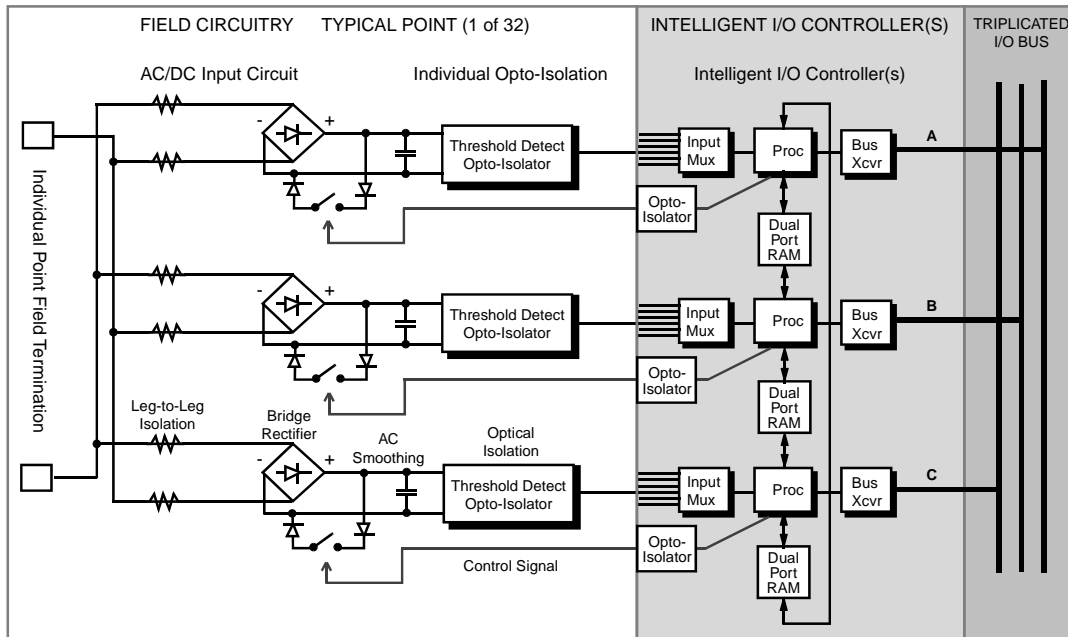 FIELD CIRCUITRY TYPICAL POINT (1 of 32)
INTELLIGENT I/O CONTROLLER(S)
TRIPLICATED
I/O BUS
AC/DC Input Circuit
Individual Opto-Isolation
Intelligent I/O Controller(s)
Individual Point Field Termination
- +
Threshold Detect
Opto-Isolator
Input
Mux
Proc
Bus
Xcvr
A
Opto-
Isolator
Dual
Port
RAM
- +
Threshold Detect
Opto-Isolator
Input
Mux
Proc
Bus
Xcvr
B
Opto-
Isolator
Dual
Port
RAM
Leg-to-Leg
Isolation
Bridge
Rectifier
AC
Smoothing
Optical
Isolation
- +
Threshold Detect
Opto-Isolator
Input
Mux
Proc
Bus
Xcvr
C
Opto-
Isolator
Control Signal
Dual
Port
RAM